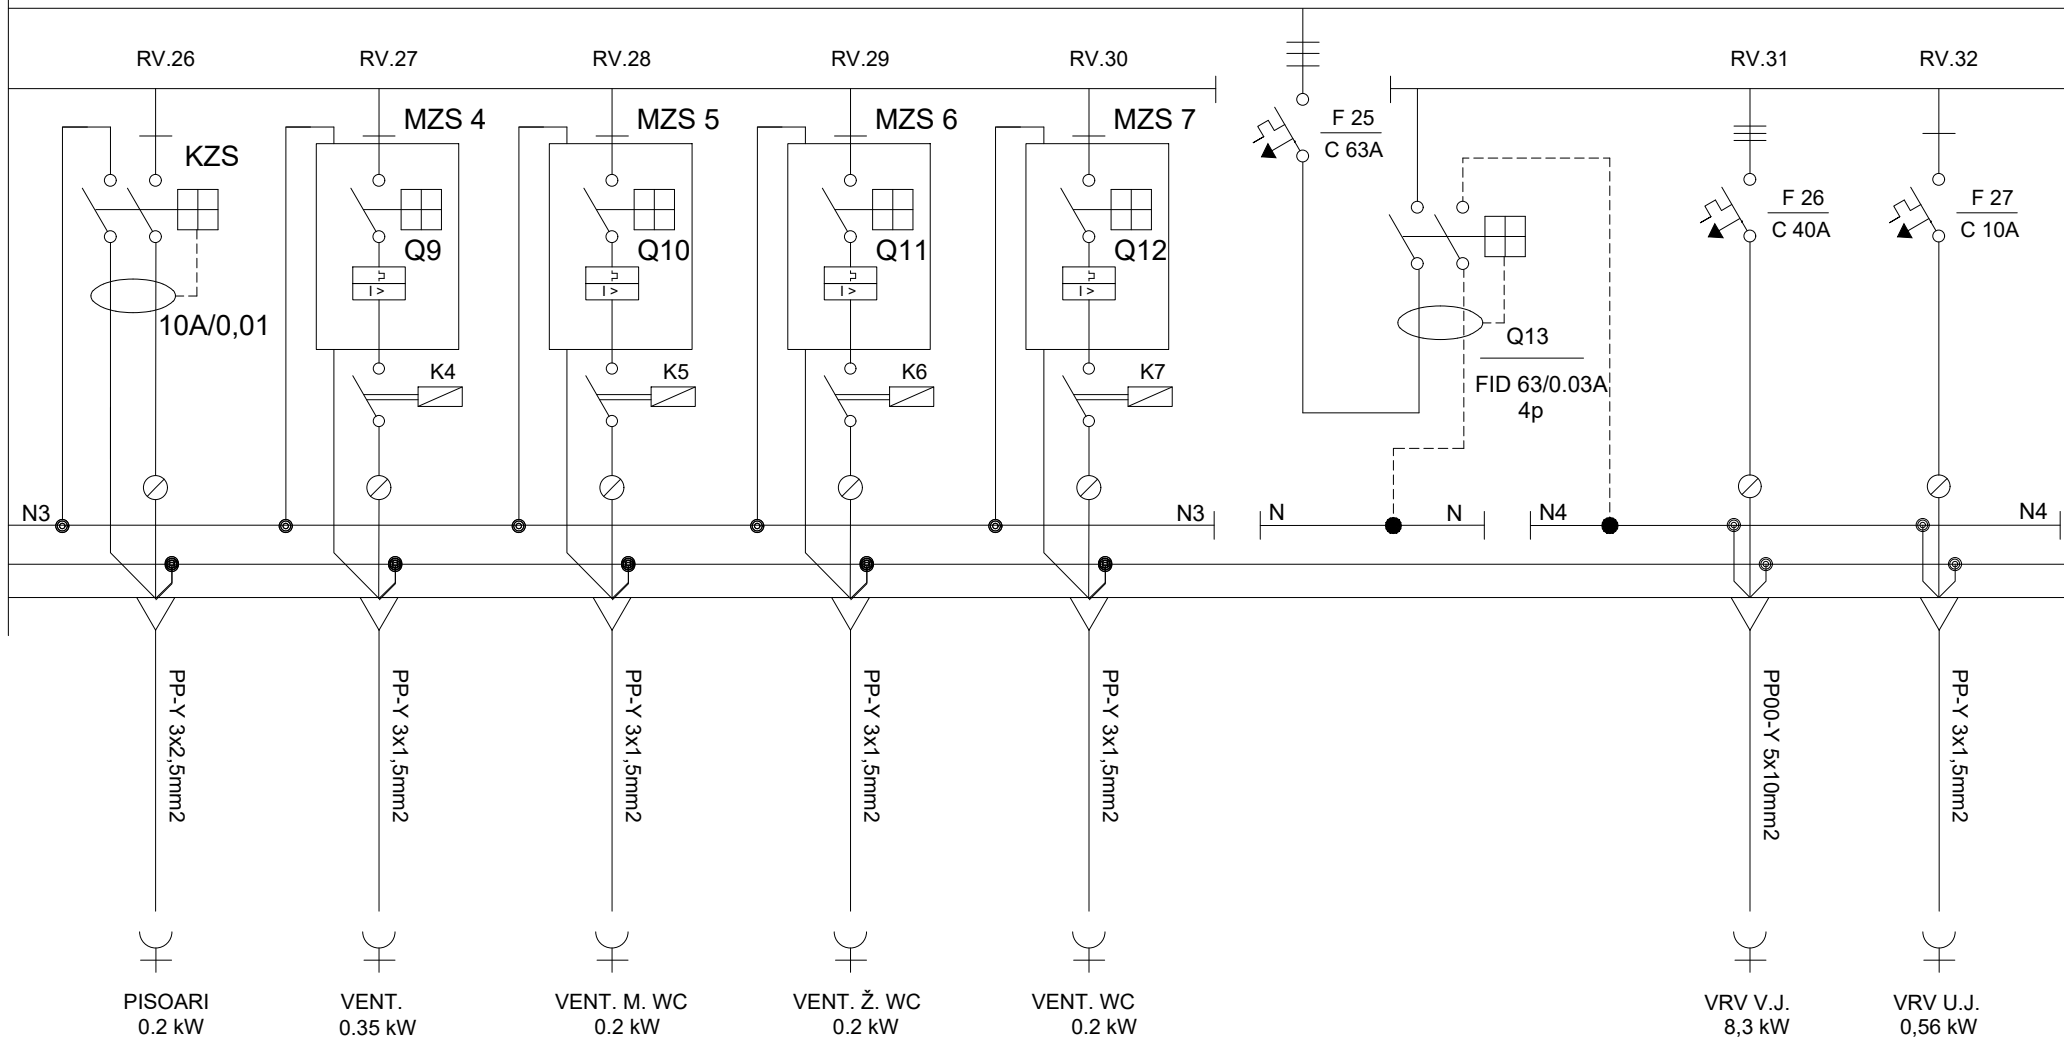 RV.26
RV.27
RV.28
RV.29
RV.30
RV.31
RV.32
KZS
MZS 4
MZS 5
MZS 6
MZS 7
F 25
C 63A
F 26
C 40A
F 27
C 10A
Q9
Q10
Q11
Q12
I >
I >
I >
I >
10A/0,01
Q13
FID 63/0.03A
4p
K4
K5
K6
K7
N3
N3
N
N
N4
N4
PP-Y 3x2,5mm2
PP-Y 3x1,5mm2
PP-Y 3x1,5mm2
PP-Y 3x1,5mm2
PP-Y 3x1,5mm2
PP00-Y 5x10mm2
PP-Y 3x1,5mm2
PISOARI
0.2 kW
VENT.
0.35 kW
VENT. M. WC
0.2 kW
VENT. Ž. WC
0.2 kW
VENT. WC
0.2 kW
VRV V.J.
8,3 kW
VRV U.J.
0,56 kW